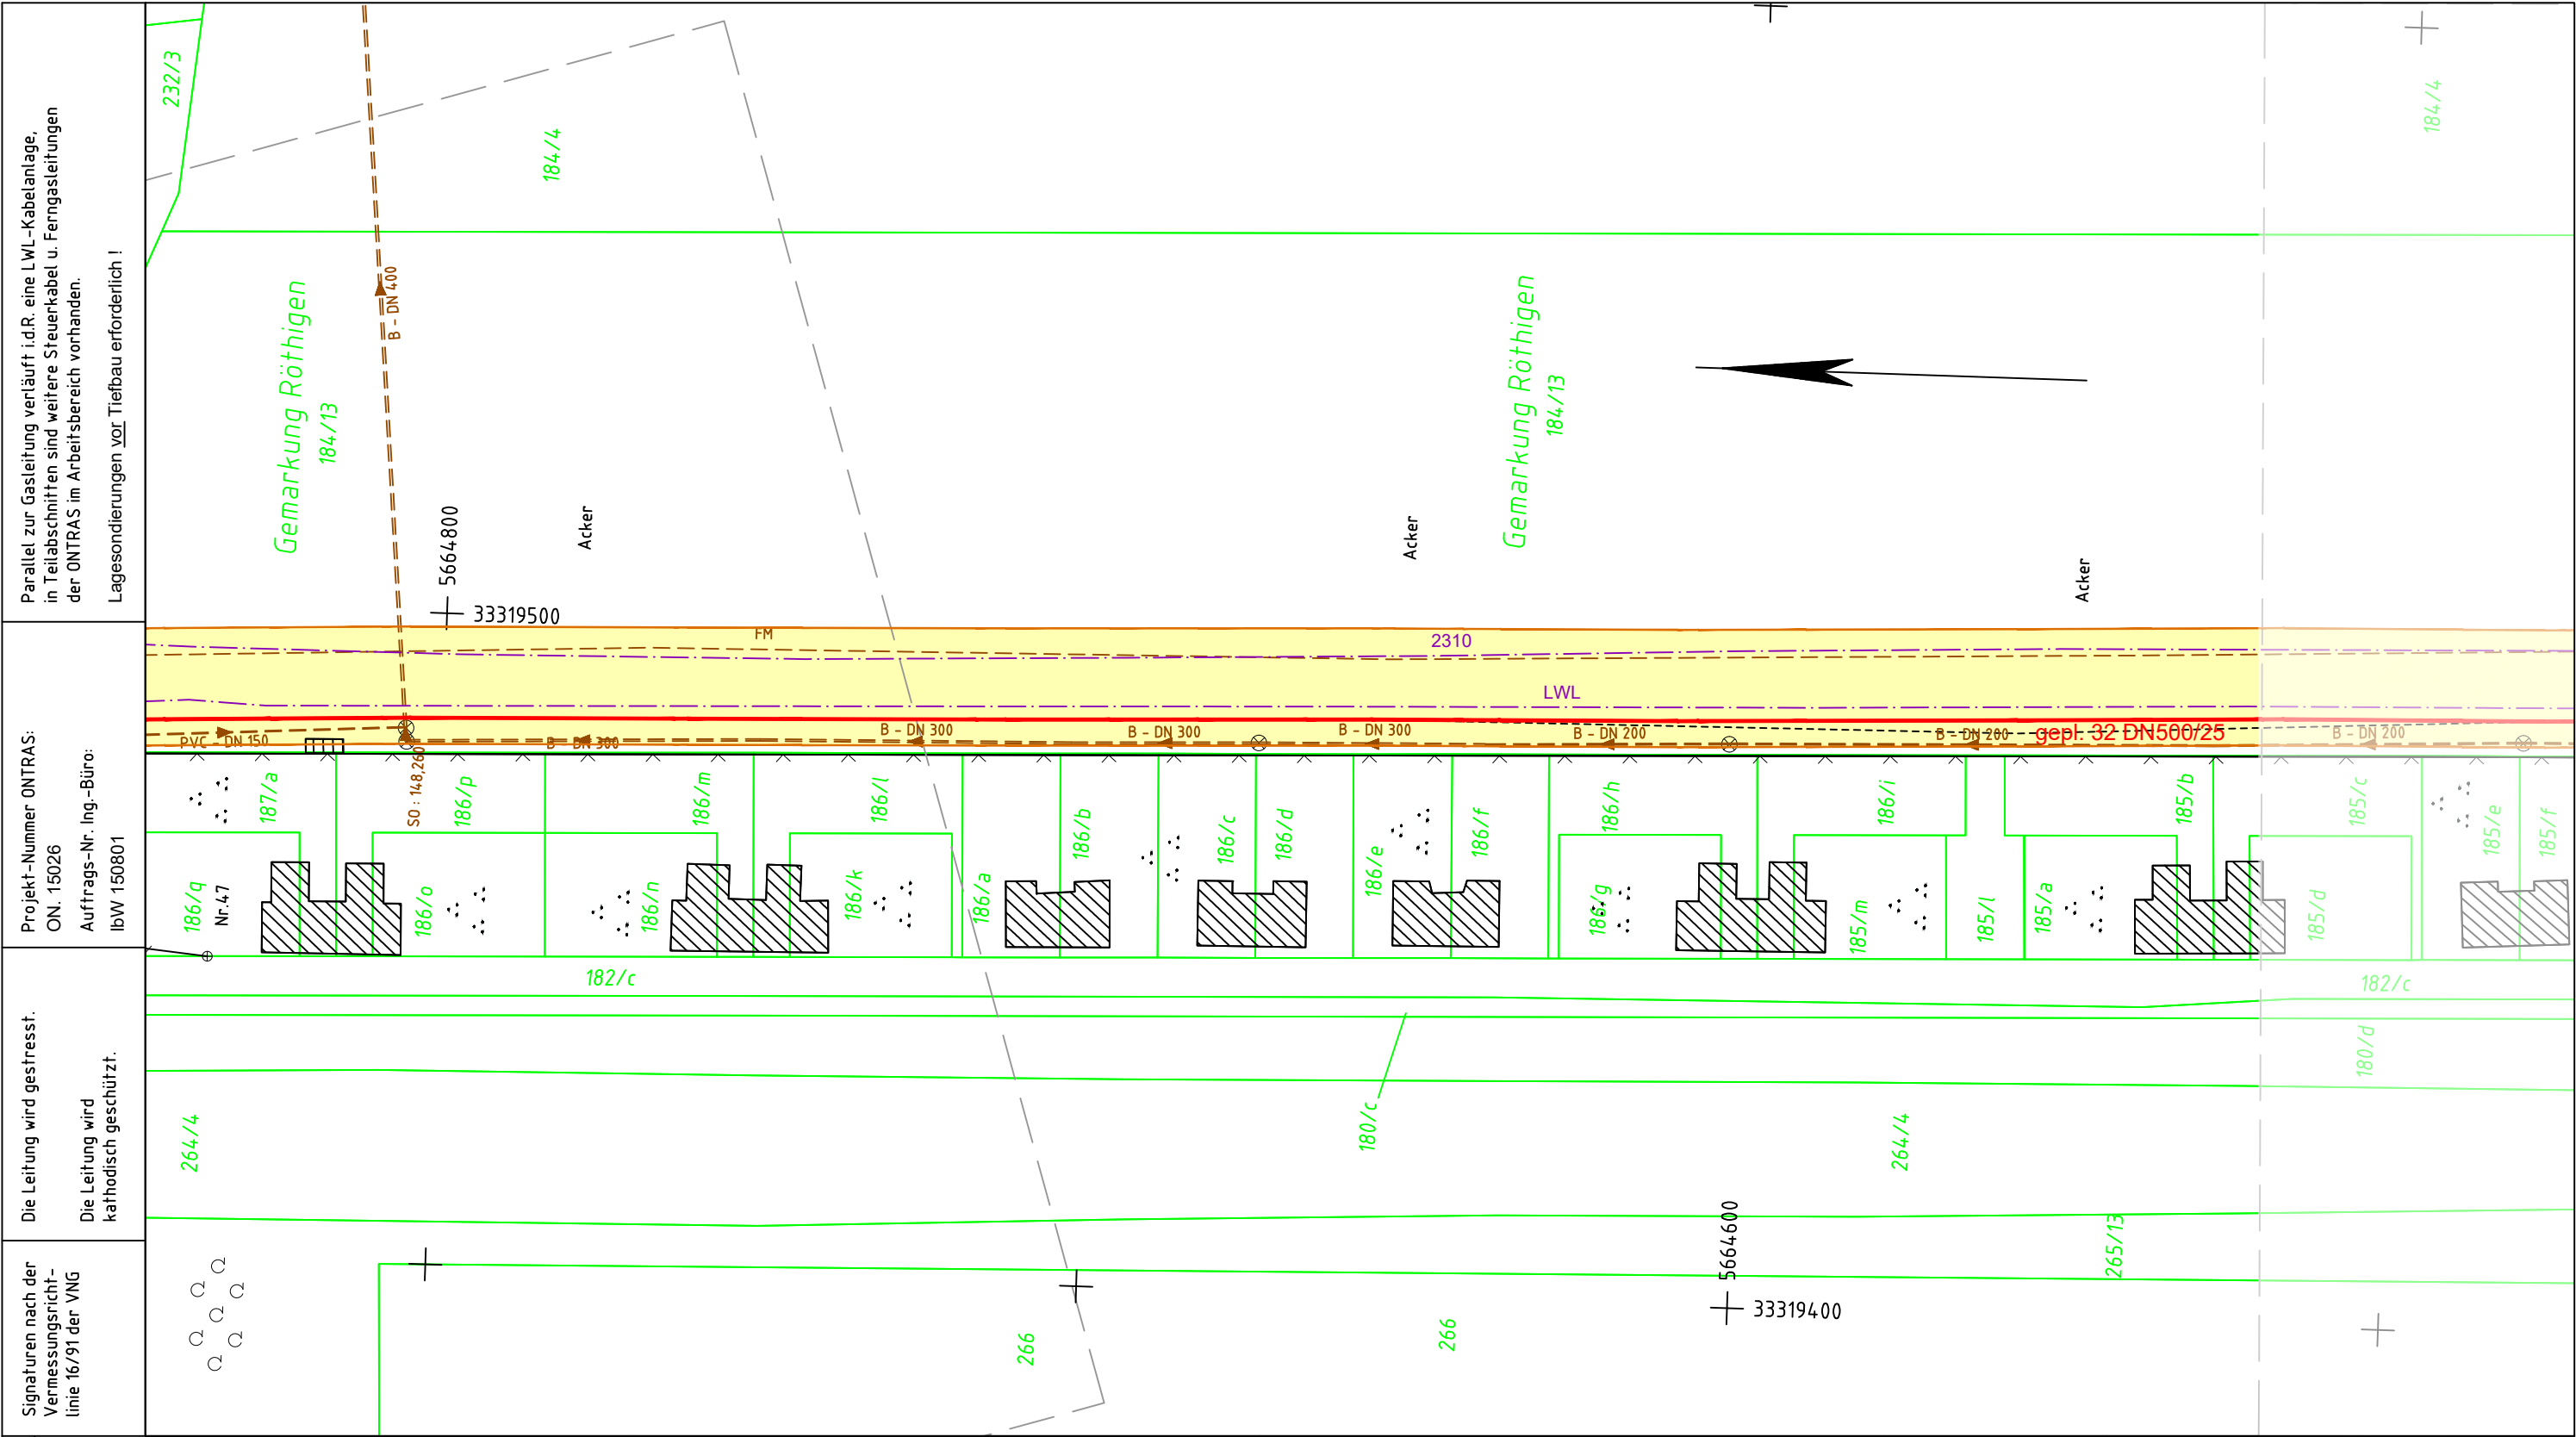 Parallel zur Gasleitung verläuft i.d.R. eine LWL-Kabelanlage,
in Teilabschnitten sind weitere Steuerkabel u. Ferngasleitungen
der ONTRAS im Arbeitsbereich vorhanden.
Lagesondierungen vor Tiefbau erforderlich !
Projekt-Nummer ONTRAS:
ON. 15026
Auftrags-Nr. Ing.-Büro:
IbW 150801
Die Leitung wird gestresst.
Die Leitung wird
kathodisch geschützt.
Signaturen nach der
Vermessungsricht-
linie 16/91 der VNG
232/3
184/4
184/4
B - DN 400
Gemarkung Röthigen
184/13
Gemarkung Röthigen
184/13
5664800
33319500
Acker
Acker
Acker
FM
2310
LWL
PVC - DN 150
B - DN 300
B - DN 300
B - DN 300
B - DN 300
B - DN 200
B - DN 200
gepl. 32 DN500/25
B - DN 200
SO : 148,260
187/a
186/p
186/m
186/l
186/b
186/c
186/d
186/e
186/f
186/h
186/i
185/b
185/c
185/e
185/f
186/q
Nr.47
186/o
186/n
186/k
186/a
186/g
185/m
185/l
185/a
185/d
182/c
182/c
180/d
264/4
180/c
264/4
265/13
5664600
33319400
266
266